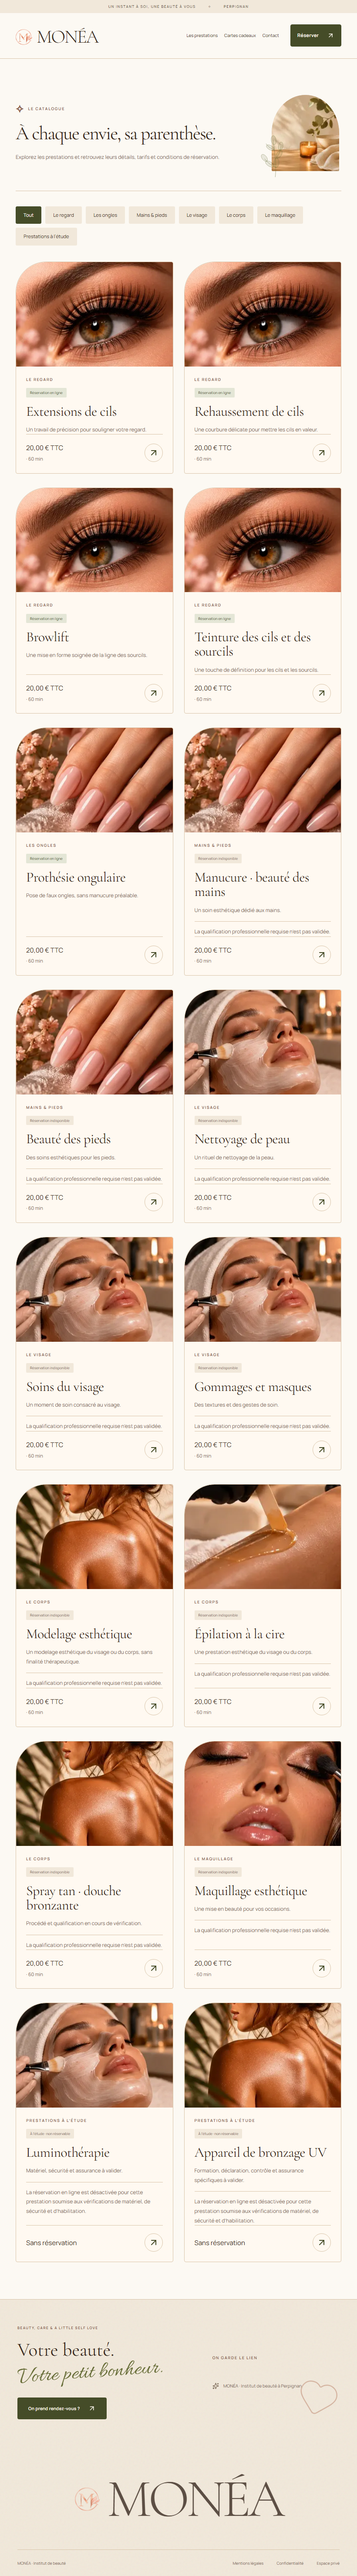 UN INSTANT À SOI, UNE BEAUTÉ À VOUS
PERPIGNAN
MONÉA
Les prestations
Cartes cadeaux
Contact
Réserver
LE CATALOGUE
À chaque envie, sa parenthèse.
Explorez les prestations et retrouvez leurs détails, tarifs et conditions de réservation.
Tout
Le regard
Les ongles
Mains & pieds
Le visage
Le corps
Le maquillage
Prestations à l'étude
LE REGARD
Réservation en ligne
Extensions de cils
Un travail de précision pour souligner votre regard.
20,00 € TTC
· 60 min
LE REGARD
Réservation en ligne
Rehaussement de cils
Une courbure délicate pour mettre les cils en valeur.
20,00 € TTC
· 60 min
LE REGARD
Réservation en ligne
Browlift
Une mise en forme soignée de la ligne des sourcils.
20,00 € TTC
· 60 min
LE REGARD
Réservation en ligne
Teinture des cils et des
sourcils
Une touche de définition pour les cils et les sourcils.
20,00 € TTC
· 60 min
LES ONGLES
Réservation en ligne
Prothésie ongulaire
Pose de faux ongles, sans manucure préalable.
20,00 € TTC
· 60 min
MAINS & PIEDS
Réservation indisponible
Manucure · beauté des
mains
Un soin esthétique dédié aux mains.
La qualification professionnelle requise n'est pas validée.
20,00 € TTC
· 60 min
MAINS & PIEDS
Réservation indisponible
Beauté des pieds
Des soins esthétiques pour les pieds.
La qualification professionnelle requise n'est pas validée.
20,00 € TTC
· 60 min
LE VISAGE
Réservation indisponible
Nettoyage de peau
Un rituel de nettoyage de la peau.
La qualification professionnelle requise n'est pas validée.
20,00 € TTC
· 60 min
LE VISAGE
Réservation indisponible
Soins du visage
Un moment de soin consacré au visage.
La qualification professionnelle requise n'est pas validée.
20,00 € TTC
· 60 min
LE VISAGE
Réservation indisponible
Gommages et masques
Des textures et des gestes de soin.
La qualification professionnelle requise n'est pas validée.
20,00 € TTC
· 60 min
LE CORPS
Réservation indisponible
Modelage esthétique
Un modelage esthétique du visage ou du corps, sans
finalité thérapeutique.
La qualification professionnelle requise n'est pas validée.
20,00 € TTC
· 60 min
LE CORPS
Réservation indisponible
Épilation à la cire
Une prestation esthétique du visage ou du corps.
La qualification professionnelle requise n'est pas validée.
20,00 € TTC
· 60 min
LE CORPS
Réservation indisponible
Spray tan · douche
bronzante
Procédé et qualification en cours de vérification.
La qualification professionnelle requise n'est pas validée.
20,00 € TTC
· 60 min
LE MAQUILLAGE
Réservation indisponible
Maquillage esthétique
Une mise en beauté pour vos occasions.
La qualification professionnelle requise n'est pas validée.
20,00 € TTC
· 60 min
PRESTATIONS À L'ÉTUDE
À l'étude · non réservable
Luminothérapie
Matériel, sécurité et assurance à valider.
La réservation en ligne est désactivée pour cette
prestation soumise aux vérifications de matériel, de
sécurité et d'habilitation.
Sans réservation
PRESTATIONS À L'ÉTUDE
À l'étude · non réservable
Appareil de bronzage UV
Formation, déclaration, contrôle et assurance
spécifiques à valider.
La réservation en ligne est désactivée pour cette
prestation soumise aux vérifications de matériel, de
sécurité et d'habilitation.
Sans réservation
BEAUTY, CARE & A LITTLE SELF LOVE
Votre beauté.
Votre petit bonheur.
On prend rendez-vous ?
ON GARDE LE LIEN
MONÉA · Institut de beauté à Perpignan
MONÉA
MONÉA · Institut de beauté
Mentions légales
Confidentialité
Espace privé